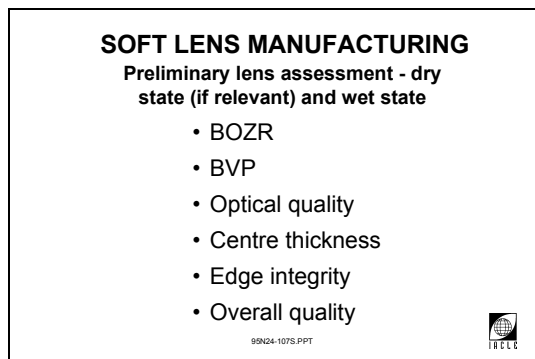 SOFT LENS MANUFACTURING
Preliminary lens assessment - dry
state (if relevant) and wet state
• BOZR
• BVP
• Optical quality
• Centre thickness
• Edge integrity
• Overall quality
95N24-107S.PPT
IACLE